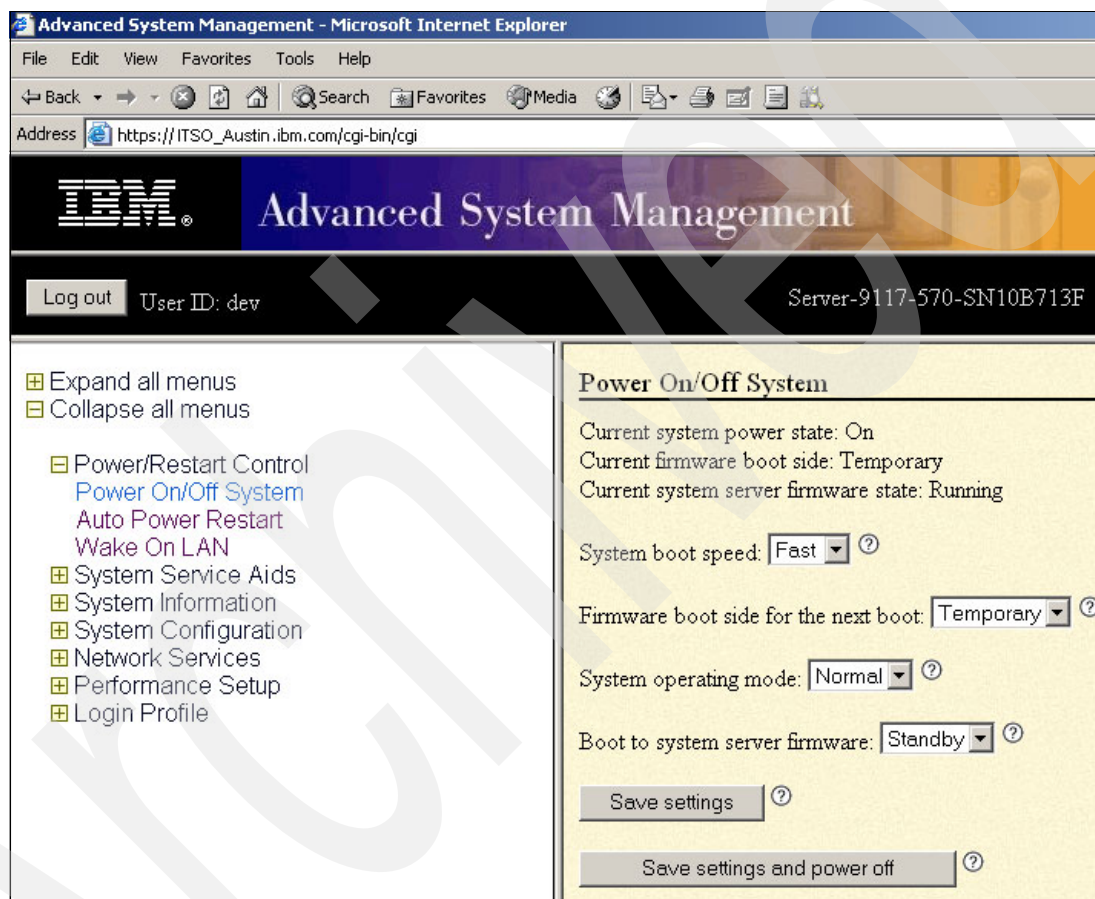 Advanced System Management - Microsoft Internet Explorer
File Edit View Favorites Tools Help
Back Search Favorites Media
Address https://ITSO_Austin.ibm.com/cgi-bin/cgi
IBM® Advanced System Management
Log out User ID: dev Server-9117-570-SN10B713F
Expand all menus
Collapse all menus
Power/Restart Control
Power On/Off System
Auto Power Restart
Wake On LAN
System Service Aids
System Information
System Configuration
Network Services
Performance Setup
Login Profile
Power On/Off System
Current system power state: On
Current firmware boot side: Temporary
Current system server firmware state: Running
System boot speed: Fast ?
Firmware boot side for the next boot: Temporary ?
System operating mode: Normal ?
Boot to system server firmware: Standby ?
Save settings ?
Save settings and power off ?